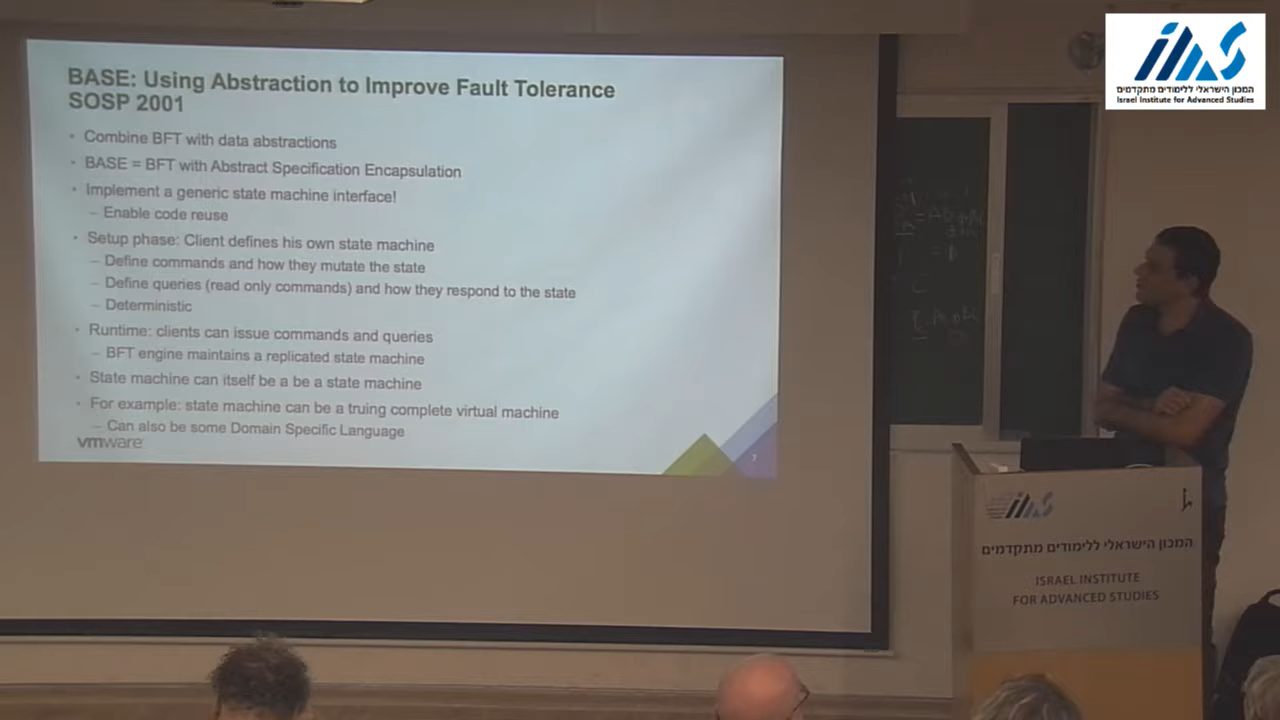 BASE: Using Abstraction to Improve Fault Tolerance
SOSP 2001
• Combine BFT with data abstractions
• BASE = BFT with Abstract Specification Encapsulation
• Implement a generic state machine interface!
– Enable code reuse
• Setup phase: Client defines his own state machine
– Define commands and how they mutate the state
– Define queries (read only commands) and how they respond to the state
– Deterministic
• Runtime: clients can issue commands and queries
– BFT engine maintains a replicated state machine
• State machine can itself be a be a state machine
• For example: state machine can be a truing complete virtual machine
– Can also be some Domain Specific Language
vmware
7
המכון הישראלי ללימודים מתקדמים
Israel Institute for Advanced Studies
המכון הישראלי ללימודים מתקדמים
ISRAEL INSTITUTE
FOR ADVANCED STUDIES